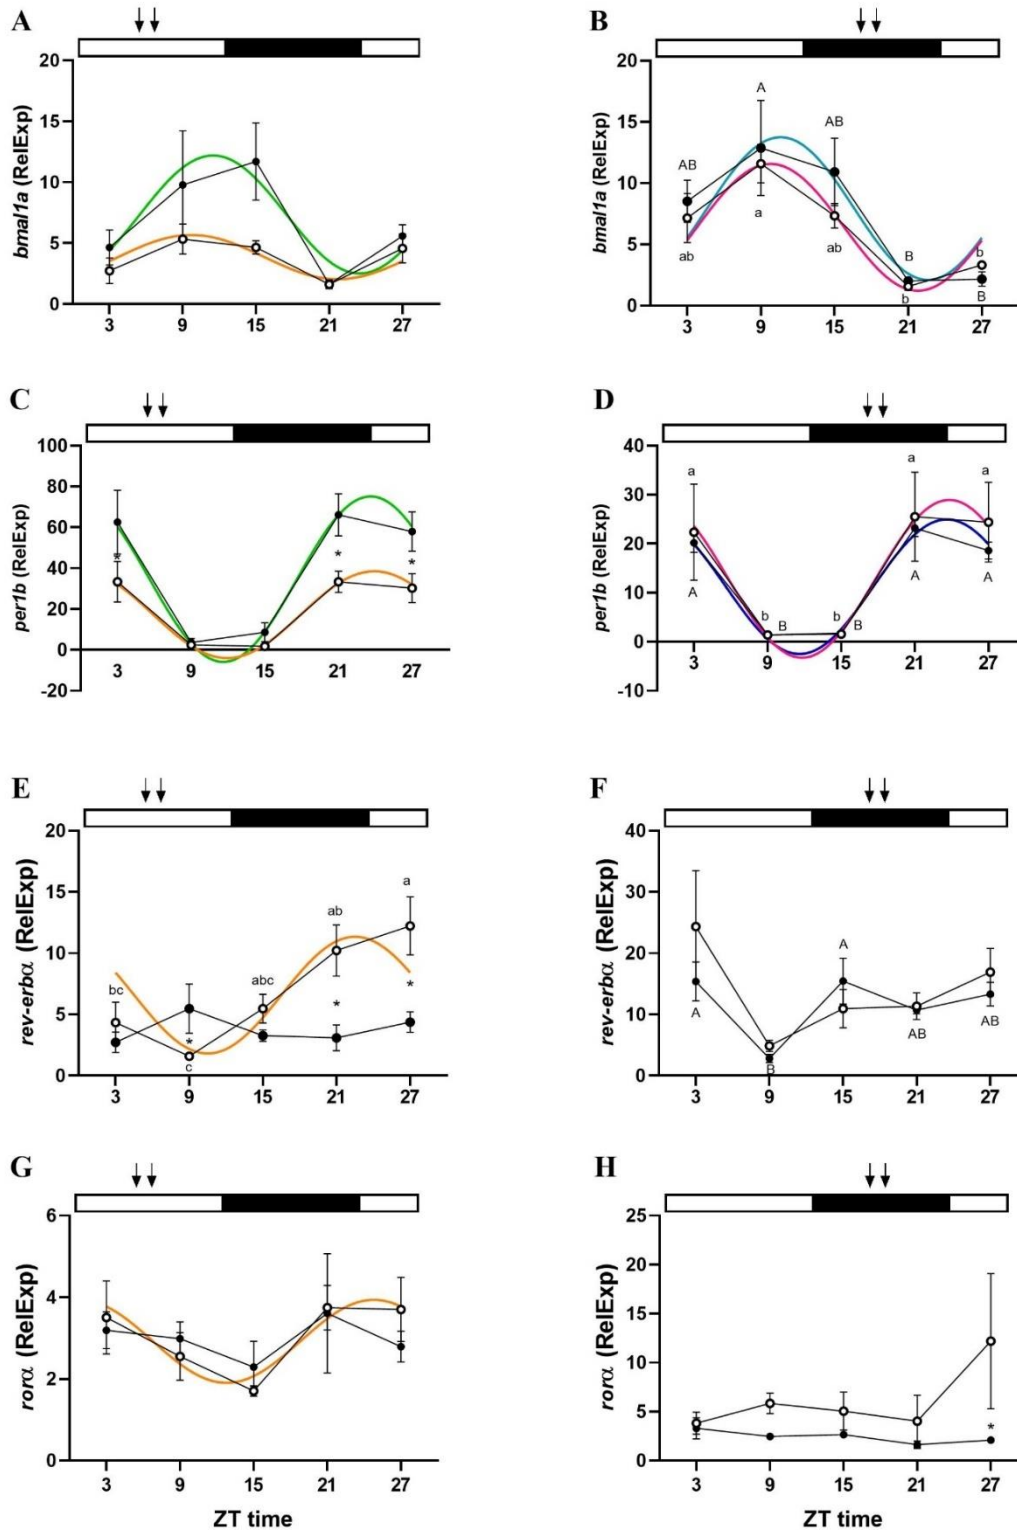 A
20
15
10
5
0
bmal1a (RelExp)
3 9 15 21 27
B
20
15
10
5
0
bmal1a (RelExp)
A
AB AB
a
ab ab
B
b
b
B
3 9 15 21 27
C
100
80
60
40
20
0
-20
per1b (RelExp)
* * *
3 9 15 21 27
D
40
30
20
10
0
-10
per1b (RelExp)
a a a
A A A
b B b B
3 9 15 21 27
E
20
15
10
5
0
rev-erbα (RelExp)
a
ab
abc
bc
* * *
c
3 9 15 21 27
F
40
30
20
10
0
rev-erbα (RelExp)
A
A AB AB
B
3 9 15 21 27
G
6
4
2
0
rorα (RelExp)
3 9 15 21 27
ZT time
H
25
20
15
10
5
0
rorα (RelExp)
*
3 9 15 21 27
ZT time